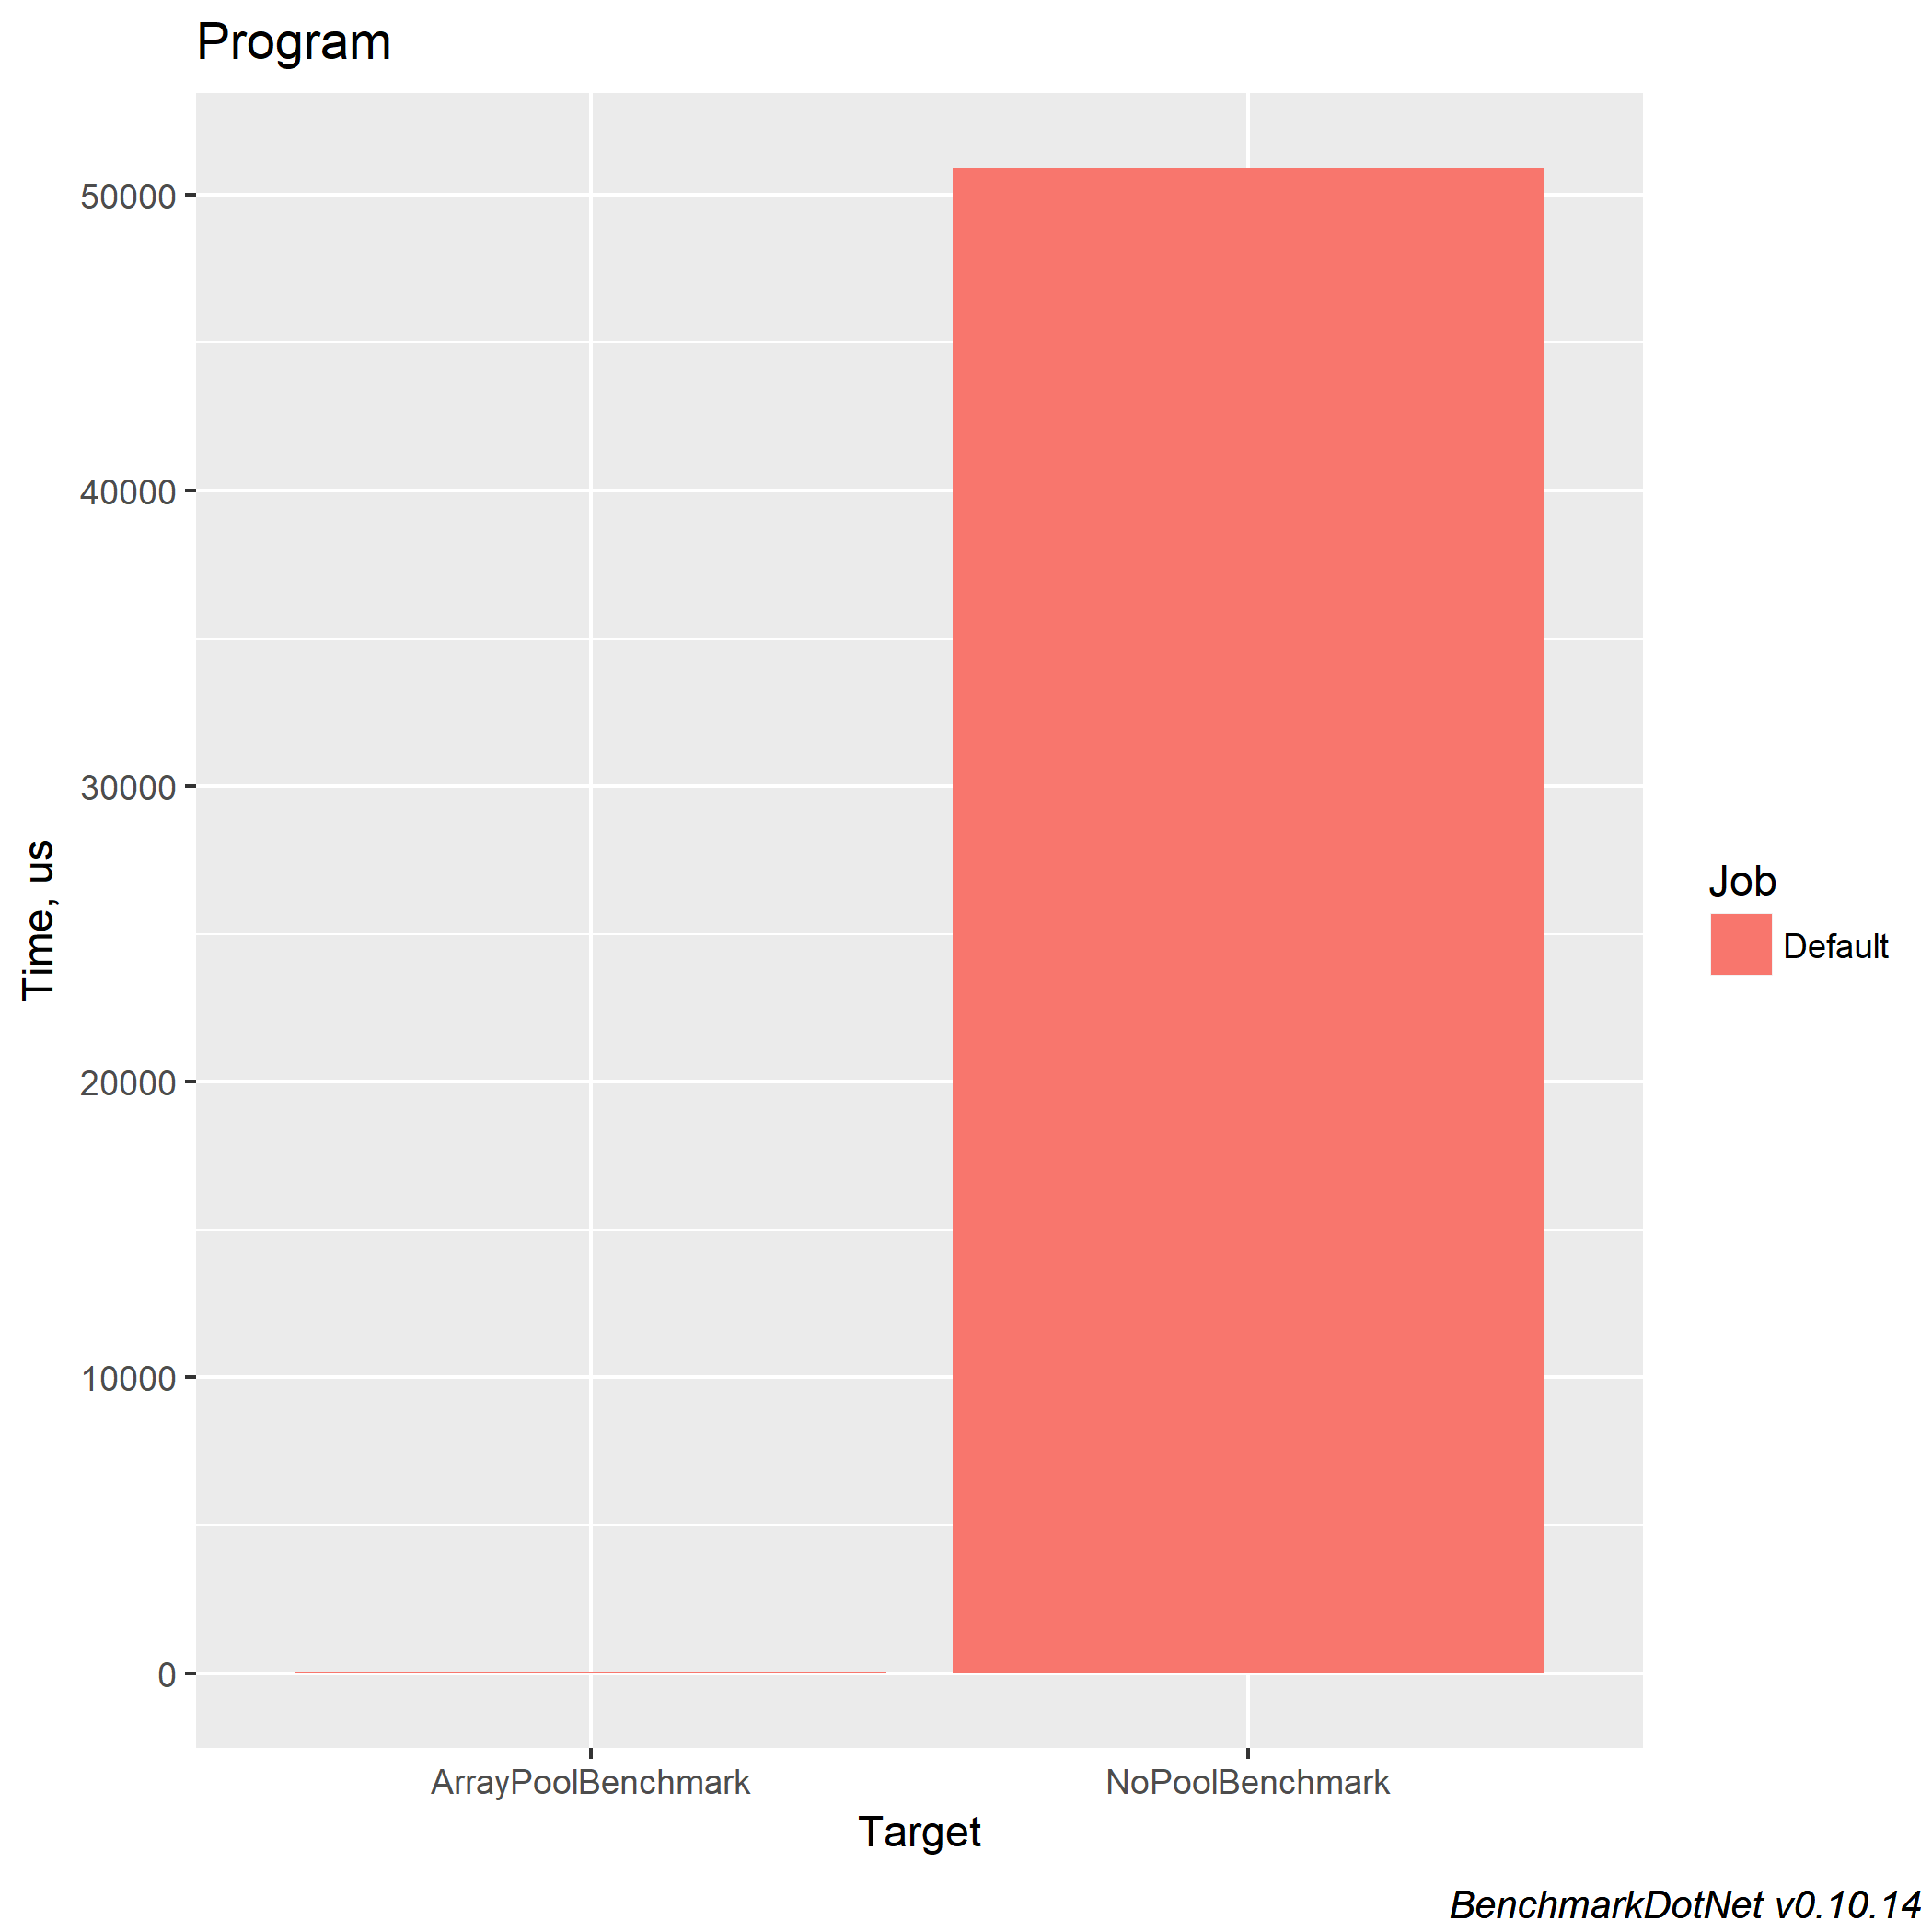 Program
50000
40000
30000
20000
10000
0
Time, us
ArrayPoolBenchmark
NoPoolBenchmark
Target
Job
Default
BenchmarkDotNet v0.10.14